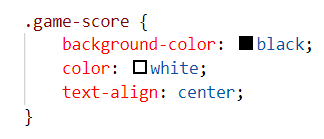 .game-score {
    background-color: black;
    color: white;
    text-align: center;
}